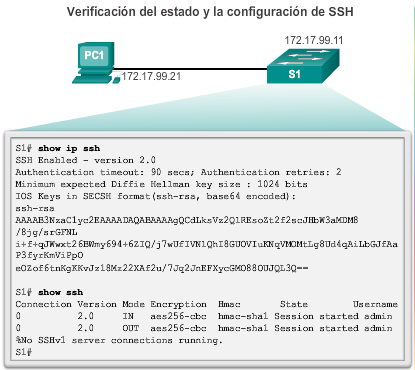 Verificación del estado y la configuración de SSH
172.17.99.11
PC1
172.17.99.21
S1
S1# show ip ssh
SSH Enabled - version 2.0
Authentication timeout: 90 secs; Authentication retries: 2
Minimum expected Diffie Hellman key size : 1024 bits
IOS Keys in SECSH format(ssh-rsa, base64 encoded):
ssh-rsa
AAAAB3NzaC1yc2EAAAADAQABAAAAgQCdLksVz2QlREsoZt2f2scJHbW3aMDM8
/8jg/srGFNL
i+f+qJWwxt26BWmy694+6ZIQ/j7wUfIVNlQhI8GUOVIuKNqVMOMtLg8Ud4qAiLbGJfAa
P3fyrKmViPpO
eOZof6tnKgKKvJz18Mz22XAf2u/7Jq2JnEFXycGMO88OUJQL3Q==
S1# show ssh
Connection Version Mode Encryption Hmac State Username
0 2.0 IN aes256-cbc hmac-sha1 Session started admin
0 2.0 OUT aes256-cbc hmac-sha1 Session started admin
%No SSHv1 server connections running.
S1#